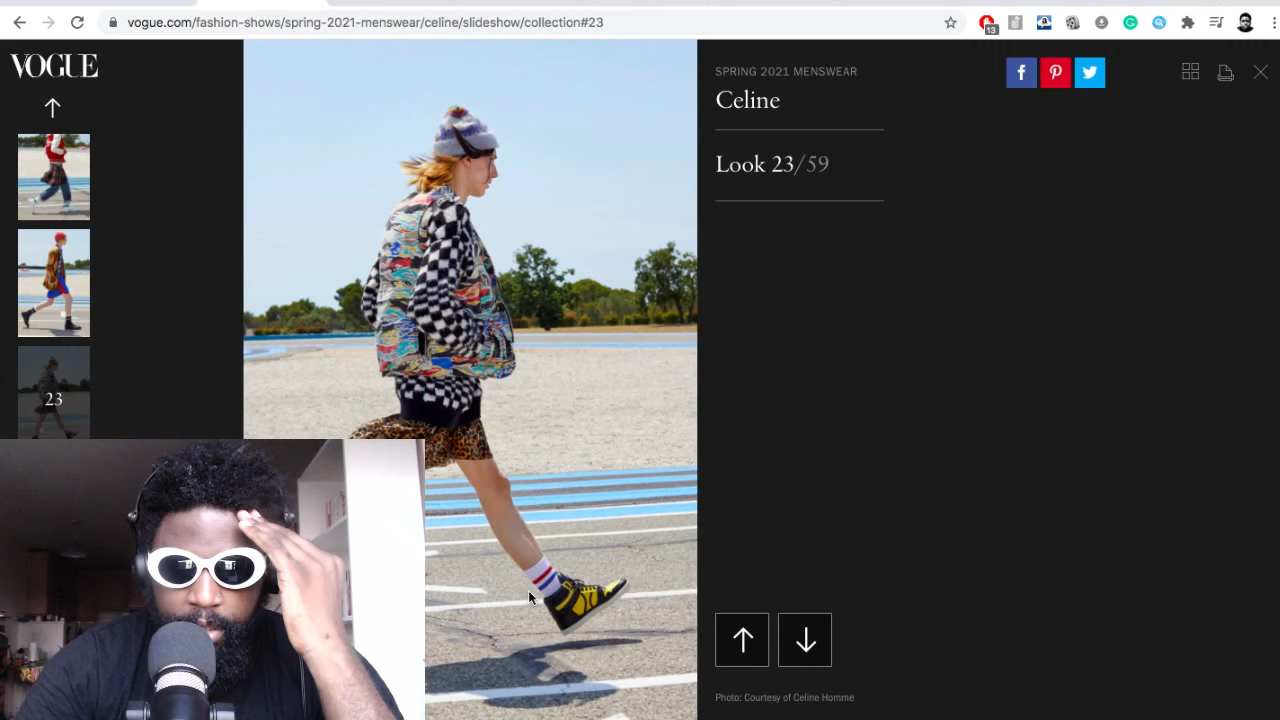 vogue.com/fashion-shows/spring-2021-menswear/celine/slideshow/collection#23
13
VOGUE
SPRING 2021 MENSWEAR
Celine
Look 23/59
23
Photo: Courtesy of Celine Homme